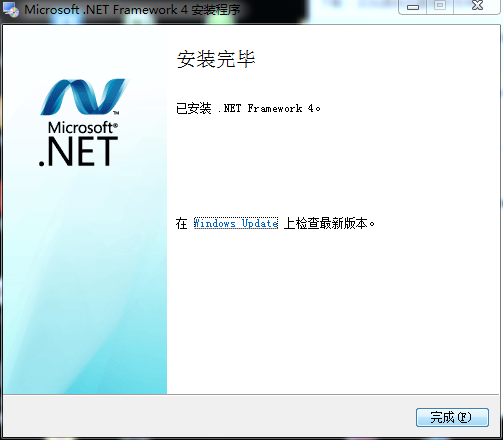 Microsoft .NET Framework 4 安装程序
安装完毕
已安装 .NET Framework 4。
Microsoft®
.NET
TM
在 Windows Update 上检查最新版本。
完成(F)